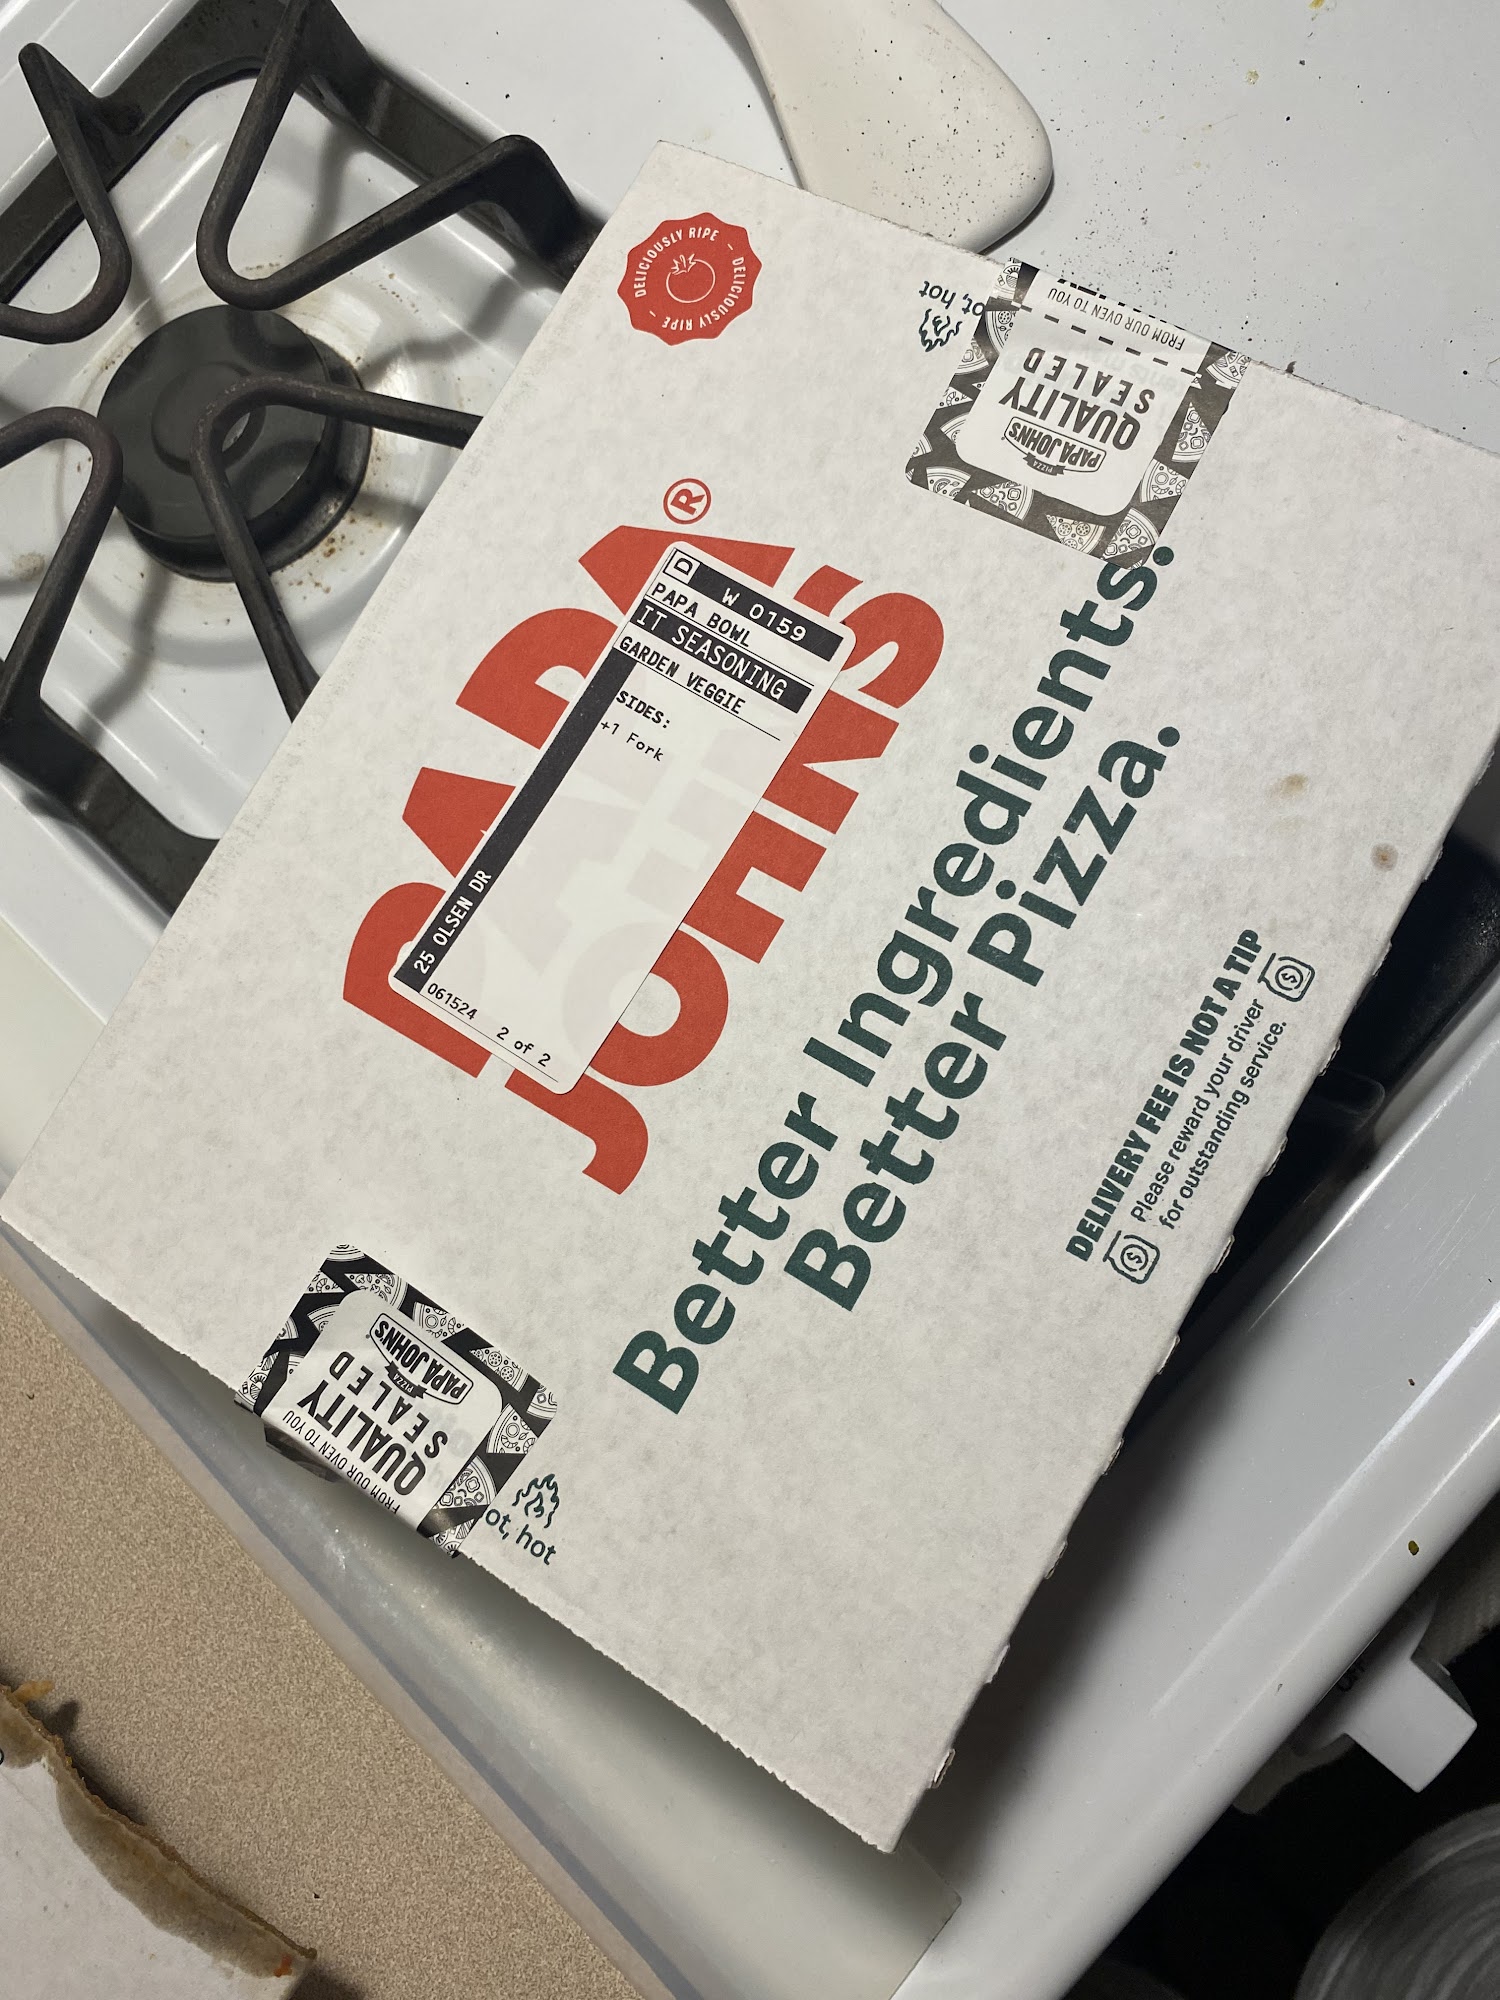 DELICIOUSLY RIPE – DELICIOUSLY RIPE –
PAPA
JOHNS
®
D
W 0159
PAPA BOWL
IT SEASONING
GARDEN VEGGIE
SIDES:
+1 Fork
25 OLSEN DR
061524 2 of 2
Better Ingredients.
Better Pizza.
DELIVERY FEE IS NOT A TIP
Please reward your driver
for outstanding service.
ot, hot
PAPA JOHNS
PIZZA
QUALITY
SEALED
FROM OUR OVEN TO YOU
PAPA JOHNS
PIZZA
QUALITY
SEALED
FROM OUR OVEN TO YOU
ot, hot